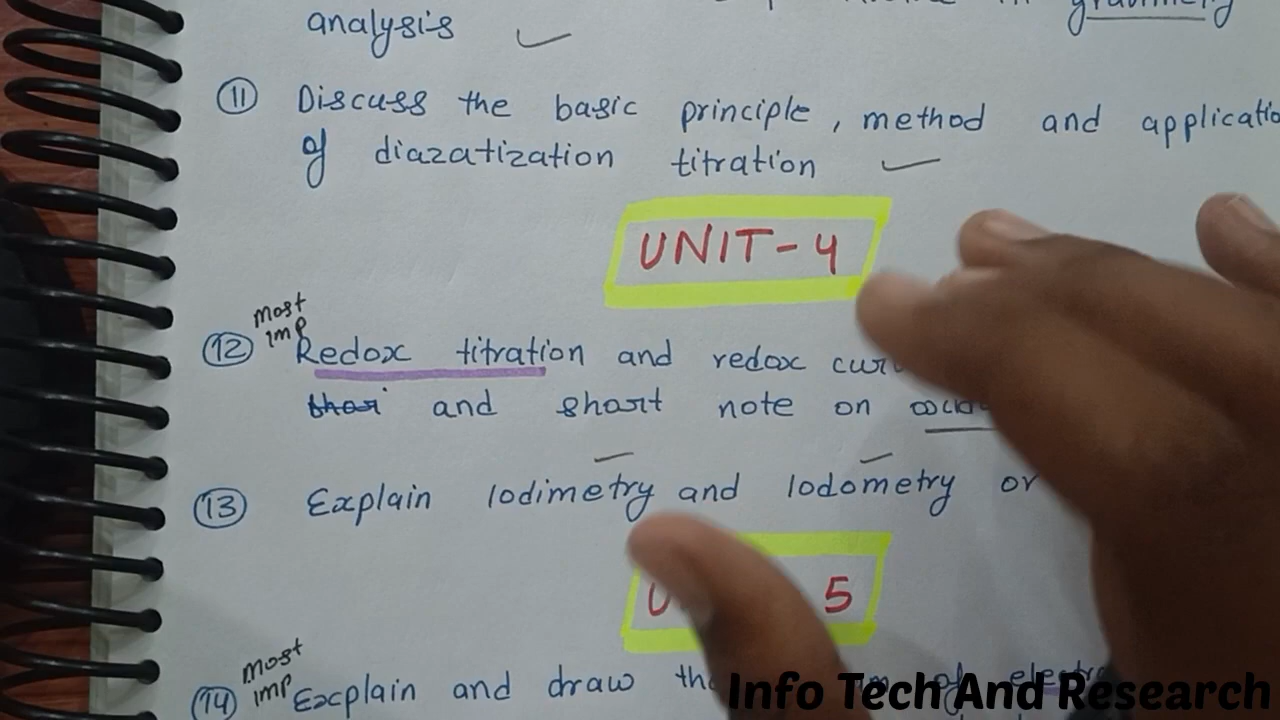 analysis
11 Discuss the basic principle, method and applicatio
of diazatization titration
UNIT-4
most
imp
12 Redox titration and redox
and short note on
13 Explain Iodimetry and Iodometry or
5
most
imp
14 Explain and draw the
Info Tech And Research